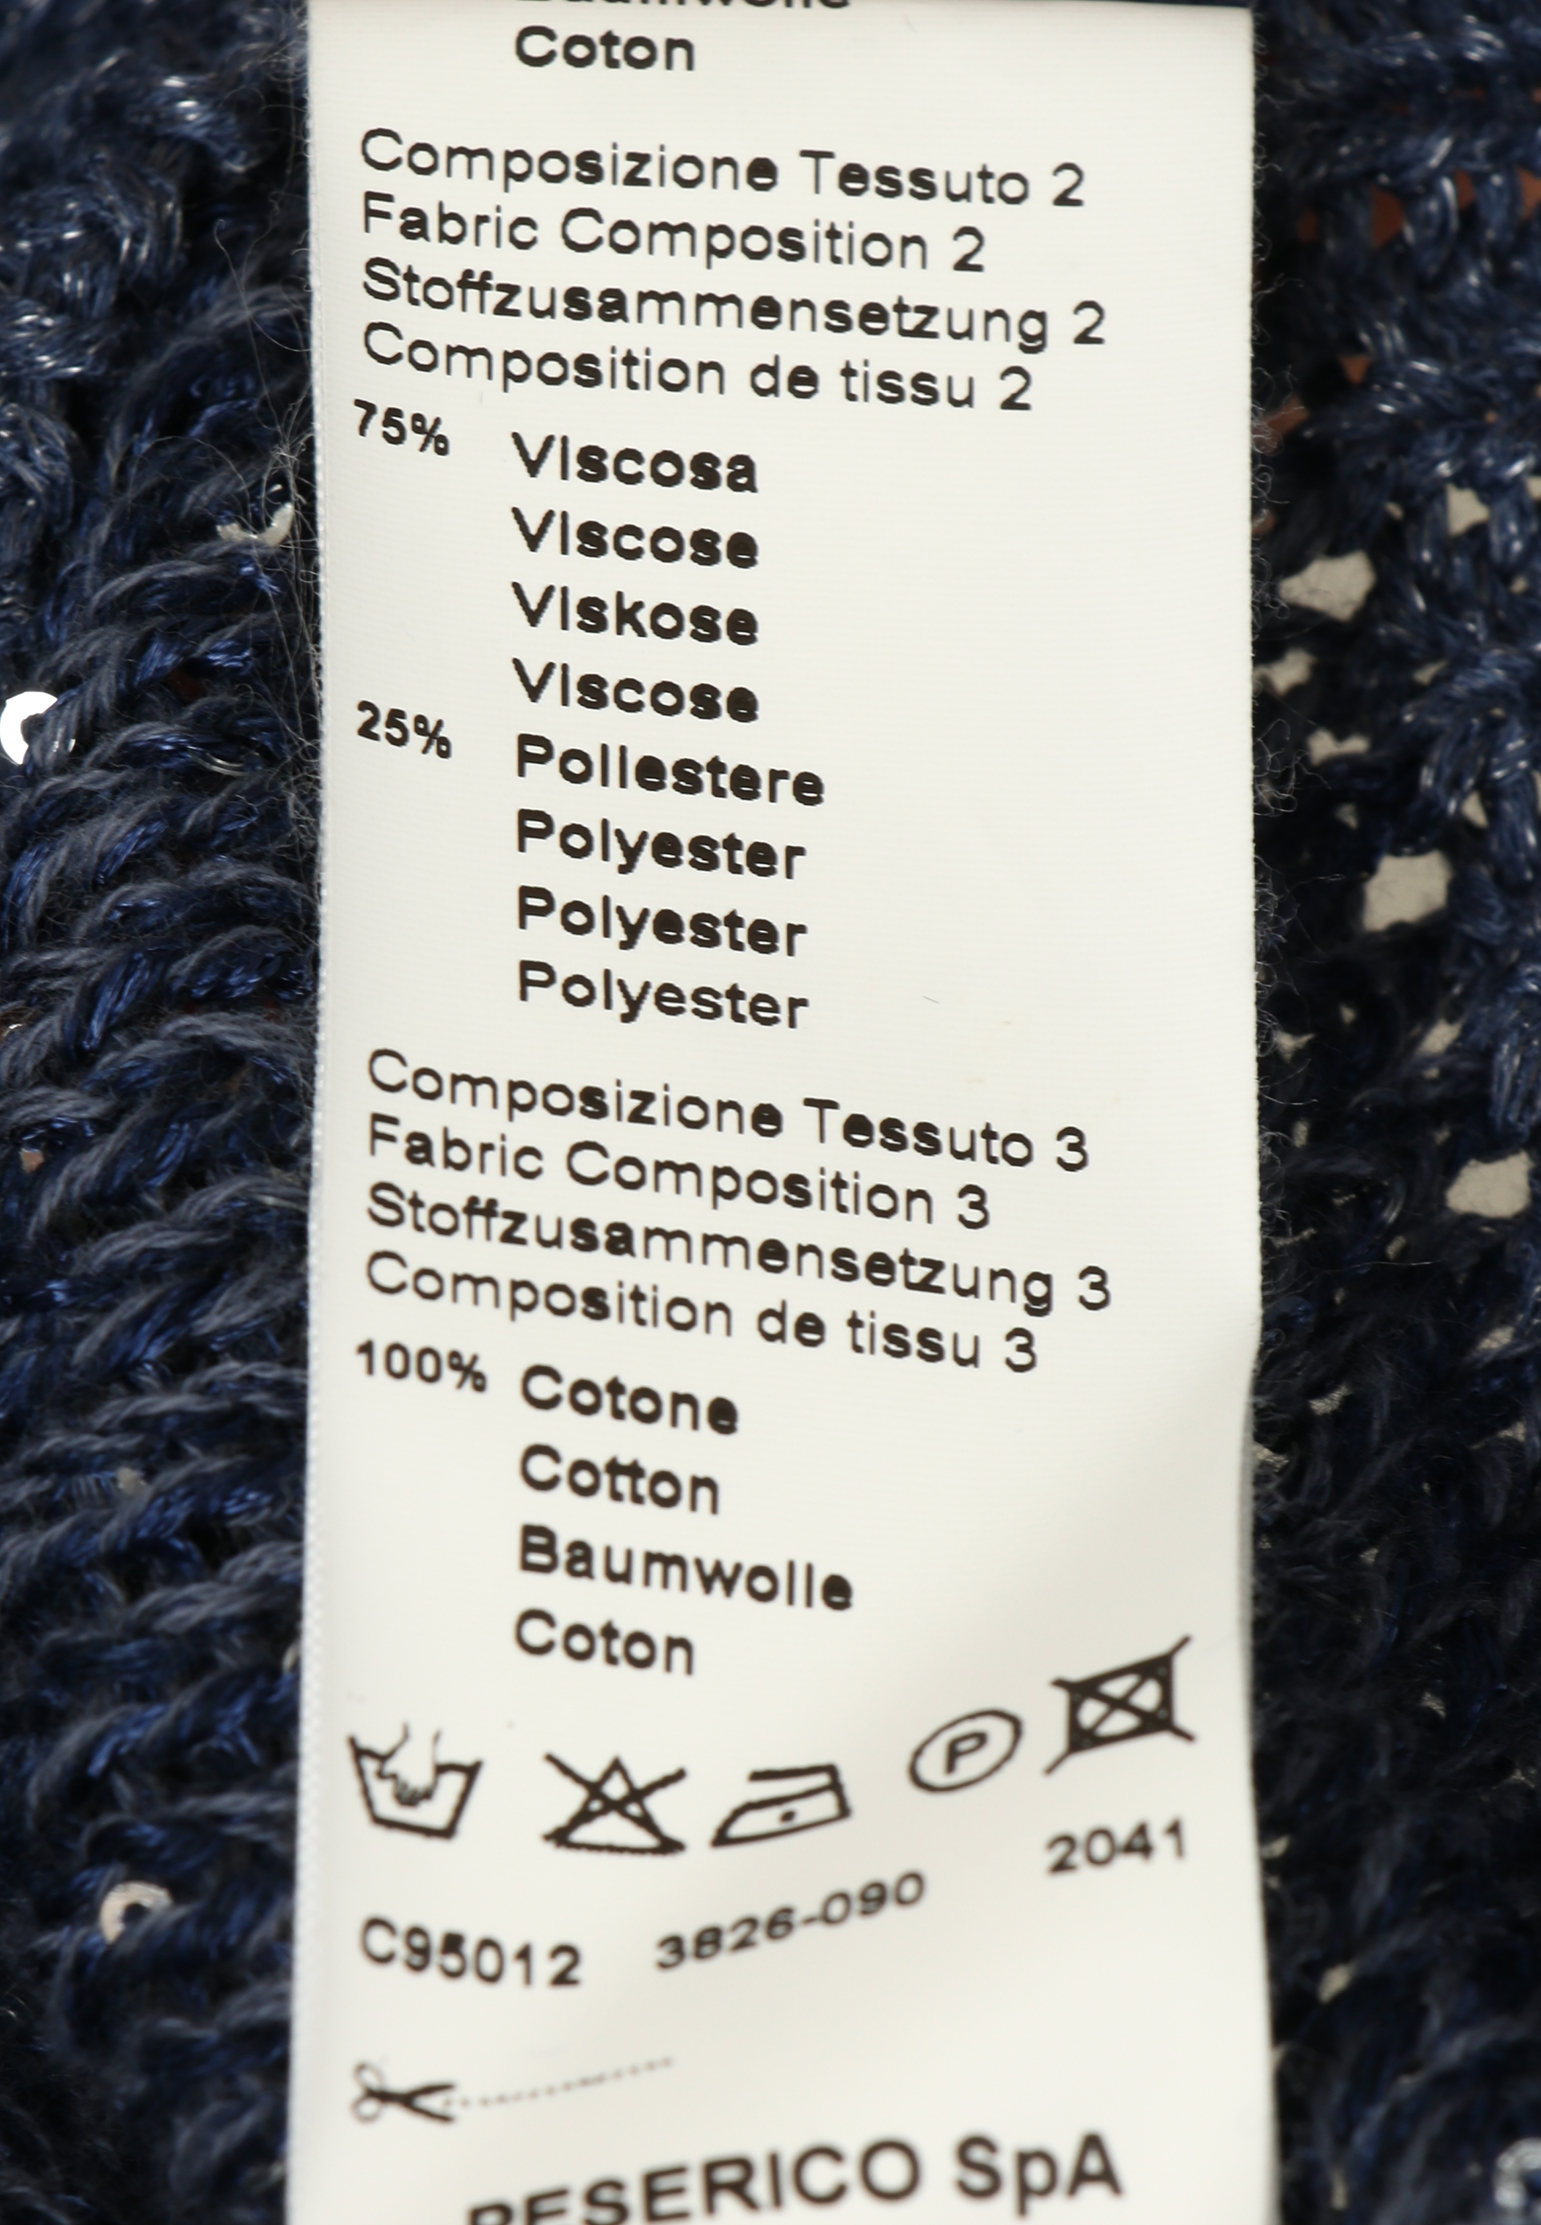 Baumwolle
Coton
Composizione Tessuto 2
Fabric Composition 2
Stoffzusammensetzung 2
Composition de tissu 2
75% VIscosa
VIscose
VIskose
VIscose
25% PolIestere
Polyester
Polyester
Polyester
Composizione Tessuto 3
Fabric Composition 3
Stoffzusammensetzung 3
Composition de tissu 3
100% Cotone
Cotton
Baumwolle
Coton
P
C95012 3826-090 2041
PESERICO SpA